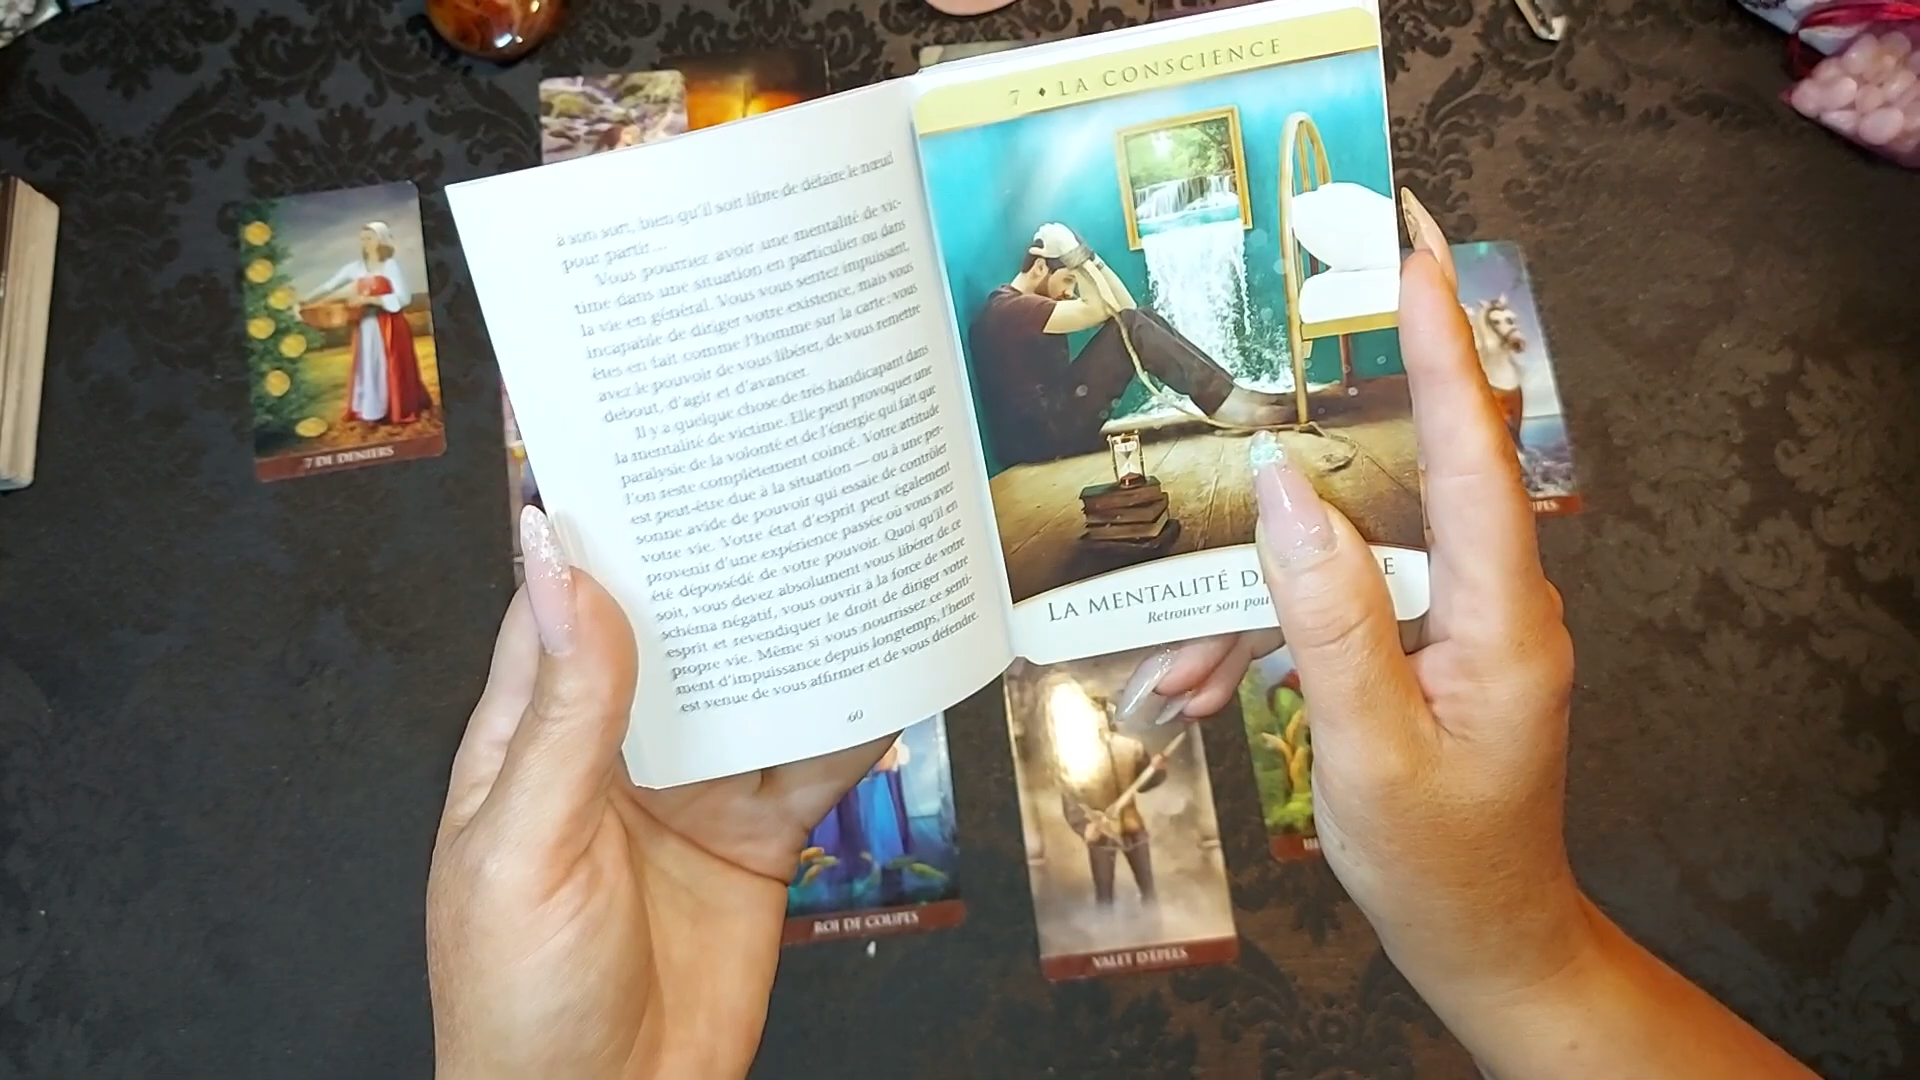 à son sort, bien qu'il soit libre de défaire le nœud
pour partir...
Vous pourriez avoir une mentalité de vic-
time dans une situation en particulier ou dans
la vie en général. Vous vous sentez impuissant,
incapable de diriger votre existence, mais vous
êtes en fait comme l'homme sur la carte : vous
avez le pouvoir de vous libérer, de vous remettre
debout, d'agir et d'avancer.
Il y a quelque chose de très handicapant dans
la mentalité de victime. Elle peut provoquer une
paralysie de la volonté et de l'énergie qui fait que
l'on reste complètement coincé. Votre attitude
est peut-être due à la situation — ou à une per-
sonne avide de pouvoir qui essaie de contrôler
votre vie. Votre état d'esprit peut également
provenir d'une expérience passée où vous avez
été dépossédé de votre pouvoir. Quoi qu'il en
soit, vous devez absolument vous libérer de ce
schéma négatif, vous ouvrir à la force de votre
esprit et revendiquer le droit de diriger votre
propre vie. Même si vous nourrissez ce senti-
ment d'impuissance depuis longtemps, l'heure
est venue de vous affirmer et de vous défendre.
60
7 ♦ LA CONSCIENCE
LA MENTALITÉ D E
Retrouver son pou
7 DE DENIERS
ROI DE COUPES
VALET D'ÉPÉES